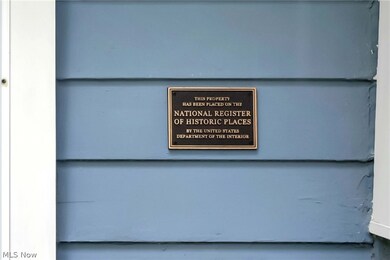 THIS PROPERTY
HAS BEEN PLACED ON THE
NATIONAL REGISTER
OF HISTORIC PLACES
BY THE UNITED STATES
DEPARTMENT OF THE INTERIOR
MLS Now